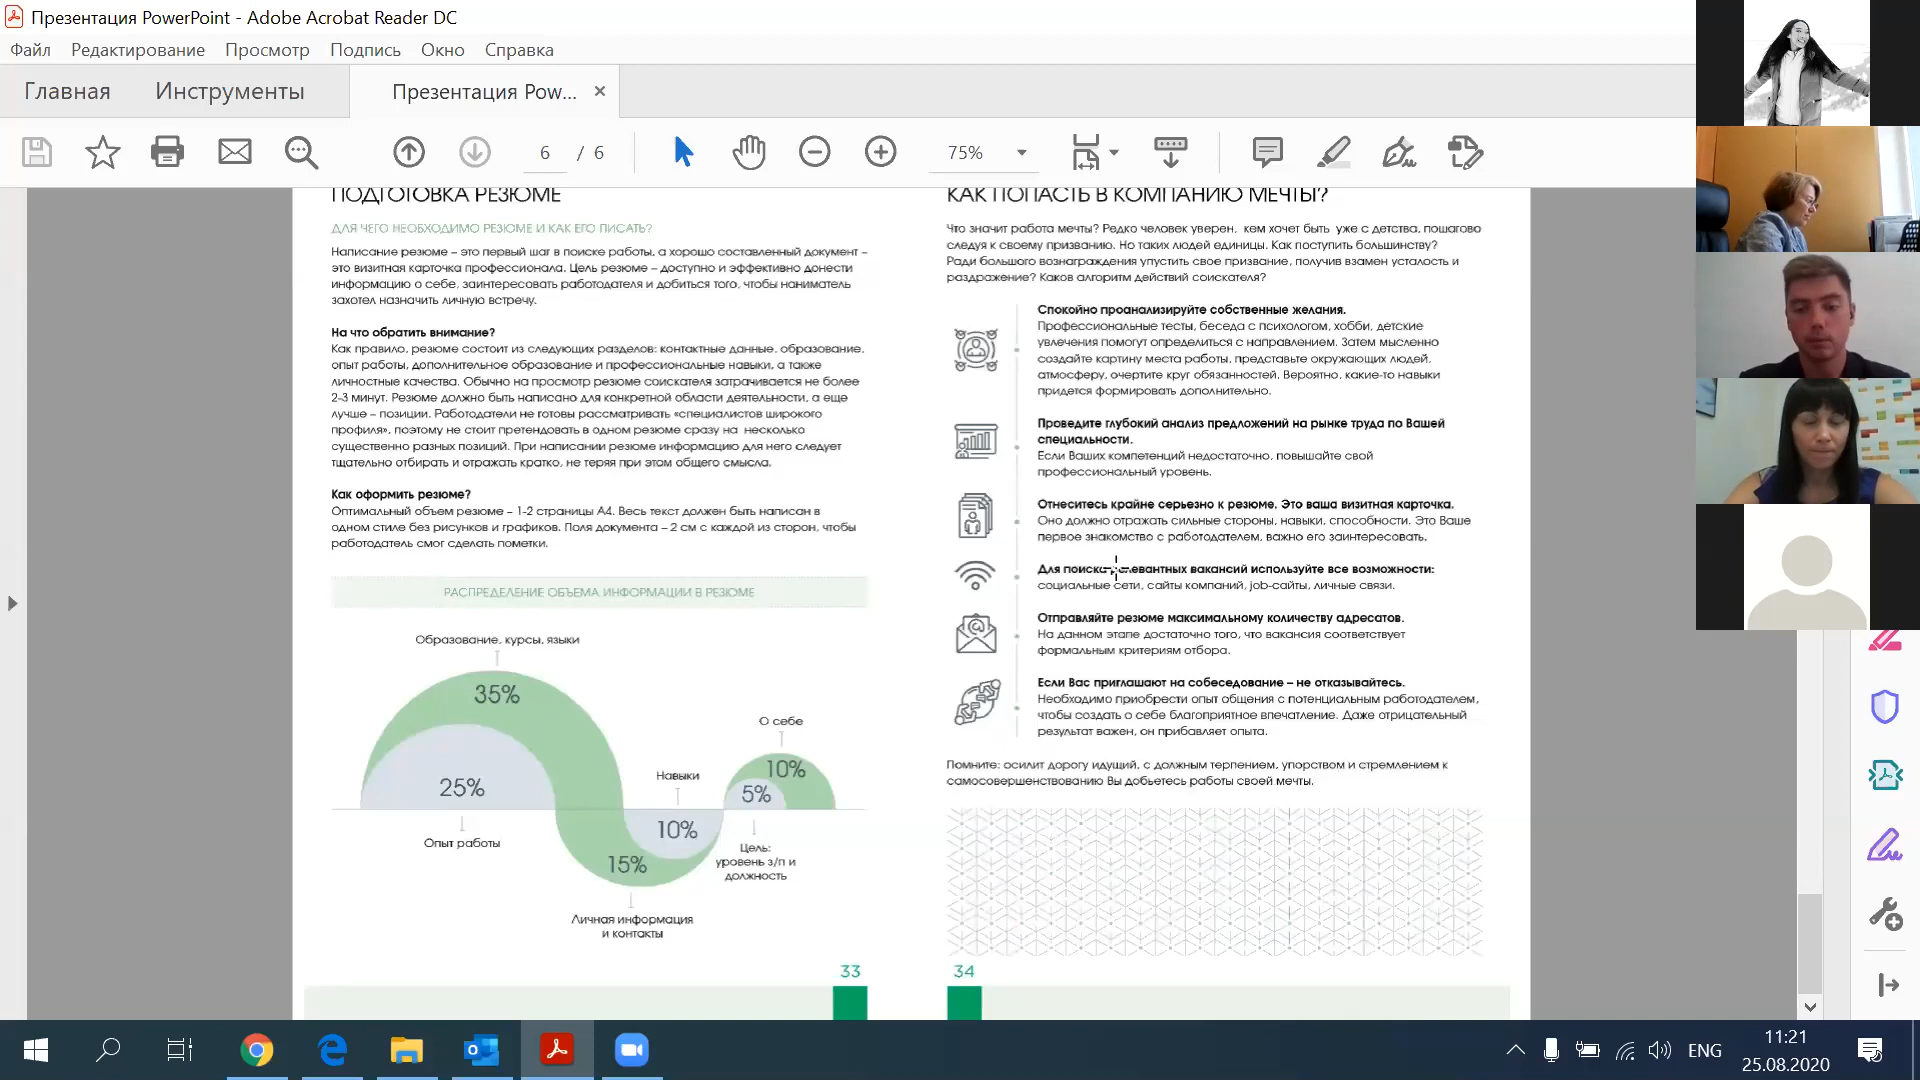 Презентация PowerPoint - Adobe Acrobat Reader DC
Файл Редактирование Просмотр Подпись Окно Справка
Главная Инструменты Презентация Pow... ×
6 / 6 75%
ПОДГОТОВКА РЕЗЮМЕ
ДЛЯ ЧЕГО НЕОБХОДИМО РЕЗЮМЕ И КАК ЕГО ПИСАТЬ?
Написание резюме – это первый шаг в поиске работы, а хорошо составленный документ –
это визитная карточка профессионала. Цель резюме – доступно и эффективно донести
информацию о себе, заинтересовать работодателя и добиться того, чтобы наниматель
захотел назначить личную встречу.
На что обратить внимание?
Как правило, резюме состоит из следующих разделов: контактные данные, образование,
опыт работы, дополнительное образование и профессиональные навыки, а также
личностные качества. Обычно на просмотр резюме соискателя затрачивается не более
2-3 минут. Резюме должно быть написано для конкретной области деятельности, а еще
лучше – позиции. Работодатели не готовы рассматривать «специалистов широкого
профиля», поэтому не стоит претендовать в одном резюме сразу на несколько
существенно разных позиций. При написании резюме информацию для него следует
тщательно отбирать и отражать кратко, не теряя при этом общего смысла.
Как оформить резюме?
Оптимальный объем резюме – 1-2 страницы А4. Весь текст должен быть написан в
одном стиле без рисунков и графиков. Поля документа – 2 см с каждой из сторон, чтобы
работодатель смог сделать пометки.
РАСПРЕДЕЛЕНИЕ ОБЪЕМА ИНФОРМАЦИИ В РЕЗЮМЕ
Образование, курсы, языки
35%
25%
Опыт работы
Навыки
10%
15%
Личная информация
и контакты
О себе
10%
5%
Цель:
уровень з/п и
должность
33
КАК ПОПАСТЬ В КОМПАНИЮ МЕЧТЫ?
Что значит работа мечты? Редко человек уверен, кем хочет быть уже с детства, пошагово
следуя к своему призванию. Но таких людей единицы. Как поступить большинству?
Ради большого вознаграждения упустить свое призвание, получив взамен усталость и
раздражение? Каков алгоритм действий соискателя?
Спокойно проанализируйте собственные желания.
Профессиональные тесты, беседа с психологом, хобби, детские
увлечения помогут определиться с направлением. Затем мысленно
создайте картину места работы, представьте окружающих людей,
атмосферу, очертите круг обязанностей. Вероятно, какие-то навыки
придется формировать дополнительно.
Проведите глубокий анализ предложений на рынке труда по Вашей
специальности.
Если Ваших компетенций недостаточно, повышайте свой
профессиональный уровень.
Отнеситесь крайне серьезно к резюме. Это ваша визитная карточка.
Оно должно отражать сильные стороны, навыки, способности. Это Ваше
первое знакомство с работодателем, важно его заинтересовать.
Для поиска релевантных вакансий используйте все возможности:
социальные сети, сайты компаний, job-сайты, личные связи.
Отправляйте резюме максимальному количеству адресатов.
На данном этапе достаточно того, что вакансия соответствует
формальным критериям отбора.
Если Вас приглашают на собеседование – не отказывайтесь.
Необходимо приобрести опыт общения с потенциальным работодателем,
чтобы создать о себе благоприятное впечатление. Даже отрицательный
результат важен, он прибавляет опыта.
Помните: осилит дорогу идущий, с должным терпением, упорством и стремлением к
самосовершенствованию Вы добьетесь работы своей мечты.
34
ENG
11:21
25.08.2020